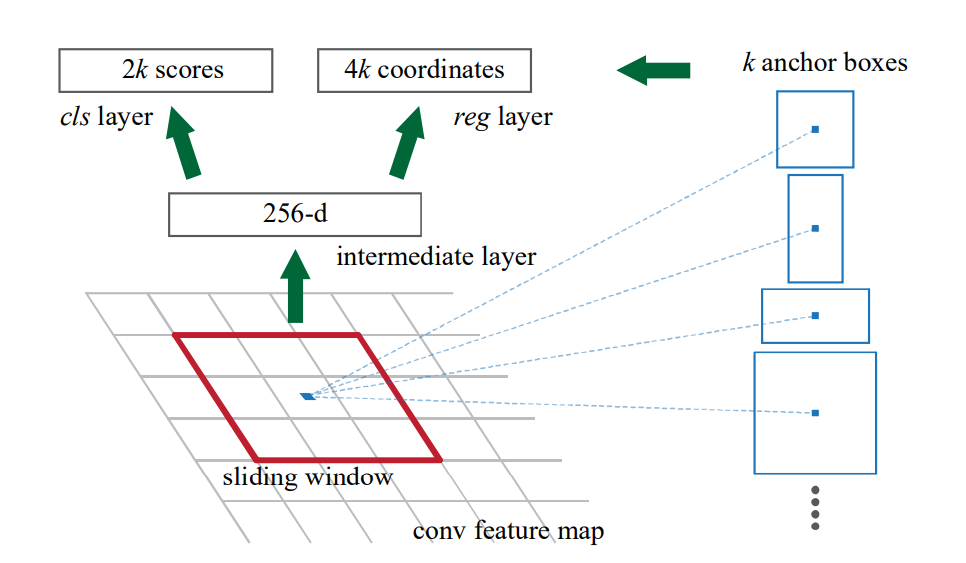 2k scores
4k coordinates
k anchor boxes
cls layer
reg layer
256-d
intermediate layer
sliding window
conv feature map